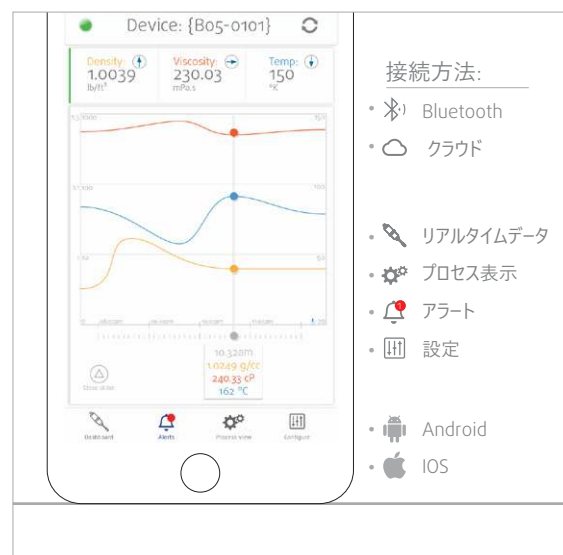 Device: {B05-0101}
Density: Viscosity: Temp:
1.0039 230.03 150
lb/ft³ mPa.s °K
接続方法:
Bluetooth
クラウド
リアルタイムデータ
プロセス表示
アラート
設定
150
100
50
10.32am
1.0249 g/cc
240.33 cP
162 °C
Dashboard Alerts Process view Configure
Android
IOS